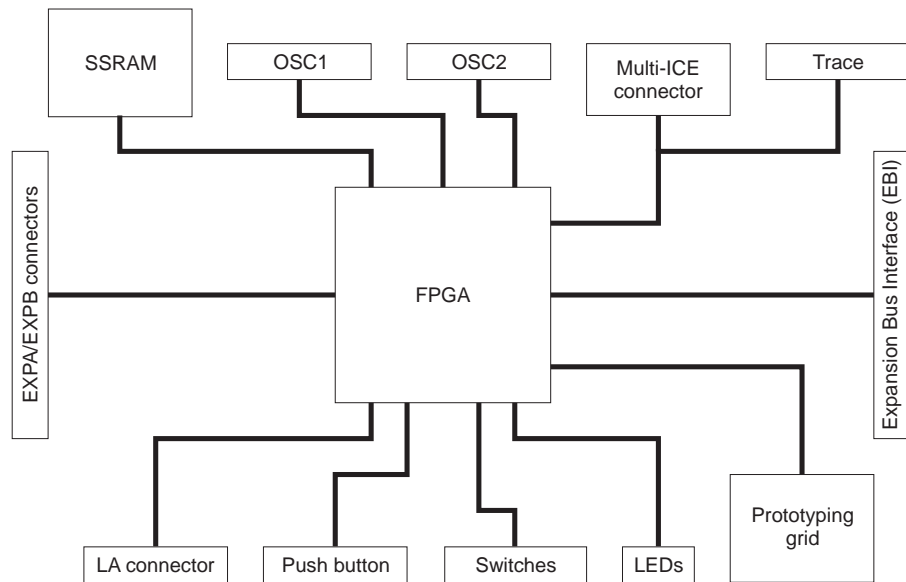 SSRAM
OSC1
OSC2
Multi-ICE
connector
Trace
EXPA/EXPB connectors
FPGA
Expansion Bus Interface (EBI)
Prototyping
grid
LA connector
Push button
Switches
LEDs